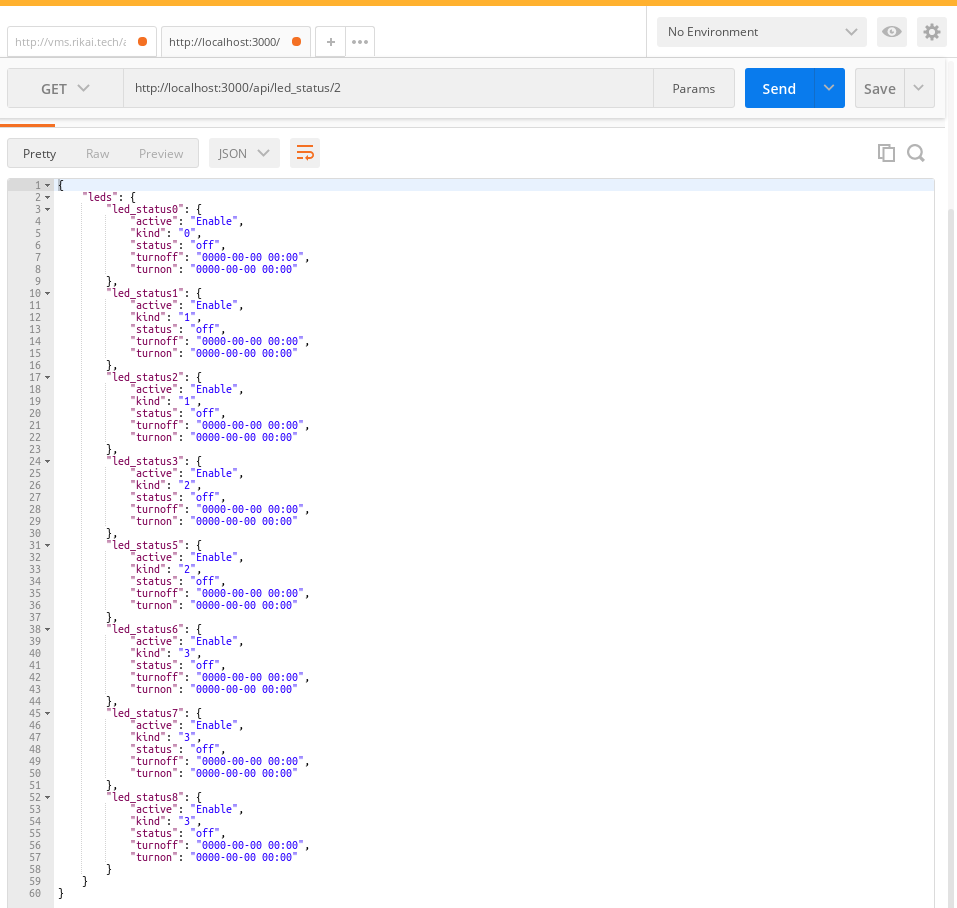 http://vms.rikai.tech/a
http://localhost:3000/
+
•••
No Environment
GET
http://localhost:3000/api/led_status/2
Params
Send
Save
Pretty
Raw
Preview
JSON
1 {
2 "leds": {
3 "led_status0": {
4 "active": "Enable",
5 "kind": "0",
6 "status": "off",
7 "turnoff": "0000-00-00 00:00",
8 "turnon": "0000-00-00 00:00"
9 },
10 "led_status1": {
11 "active": "Enable",
12 "kind": "1",
13 "status": "off",
14 "turnoff": "0000-00-00 00:00",
15 "turnon": "0000-00-00 00:00"
16 },
17 "led_status2": {
18 "active": "Enable",
19 "kind": "1",
20 "status": "off",
21 "turnoff": "0000-00-00 00:00",
22 "turnon": "0000-00-00 00:00"
23 },
24 "led_status3": {
25 "active": "Enable",
26 "kind": "2",
27 "status": "off",
28 "turnoff": "0000-00-00 00:00",
29 "turnon": "0000-00-00 00:00"
30 },
31 "led_status5": {
32 "active": "Enable",
33 "kind": "2",
34 "status": "off",
35 "turnoff": "0000-00-00 00:00",
36 "turnon": "0000-00-00 00:00"
37 },
38 "led_status6": {
39 "active": "Enable",
40 "kind": "3",
41 "status": "off",
42 "turnoff": "0000-00-00 00:00",
43 "turnon": "0000-00-00 00:00"
44 },
45 "led_status7": {
46 "active": "Enable",
47 "kind": "3",
48 "status": "off",
49 "turnoff": "0000-00-00 00:00",
50 "turnon": "0000-00-00 00:00"
51 },
52 "led_status8": {
53 "active": "Enable",
54 "kind": "3",
55 "status": "off",
56 "turnoff": "0000-00-00 00:00",
57 "turnon": "0000-00-00 00:00"
58 }
59 }
60 }